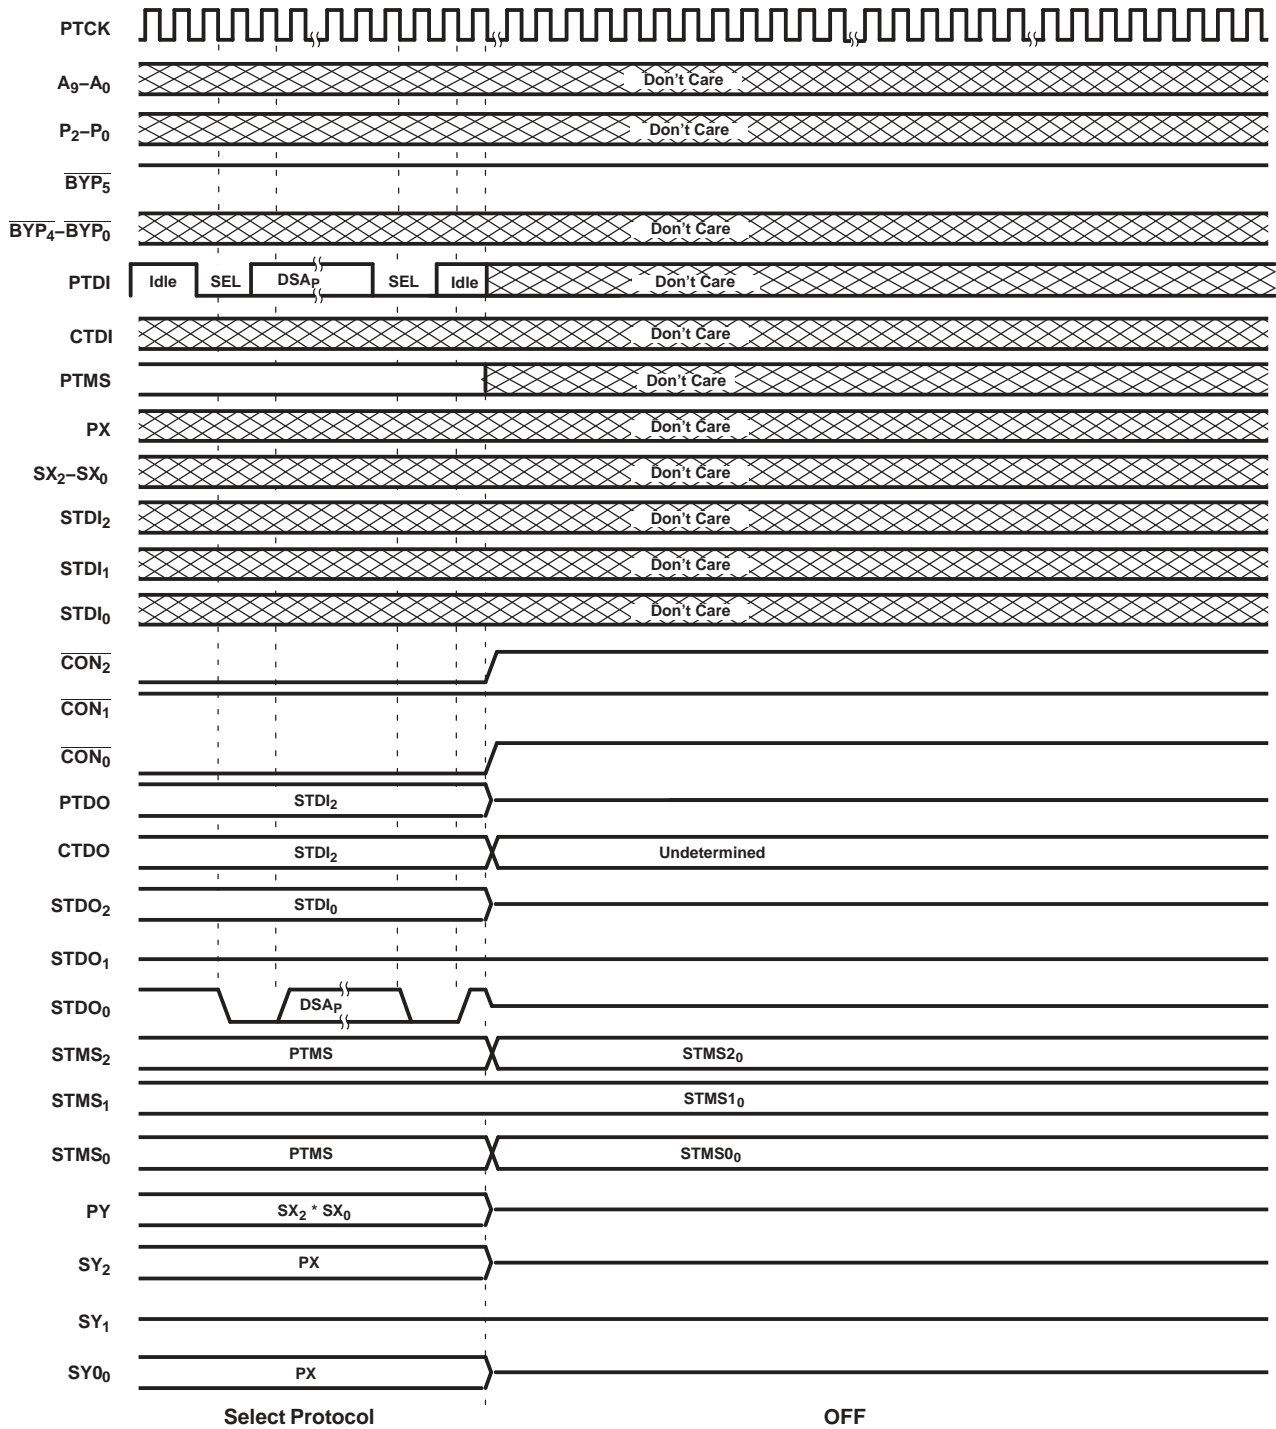 PTCK
A9–A0 Don't Care
P2–P0 Don't Care
BYP5
BYP4–BYP0 Don't Care
PTDI Idle SEL DSAP SEL Idle Don't Care
CTDI Don't Care
PTMS Don't Care
PX Don't Care
SX2–SX0 Don't Care
STDI2 Don't Care
STDI1 Don't Care
STDI0 Don't Care
CON2
CON1
CON0
PTDO STDI2
CTDO STDI2 Undetermined
STDO2 STDI0
STDO1
STDO0 DSAP
STMS2 PTMS STMS20
STMS1 STMS10
STMS0 PTMS STMS00
PY SX2 * SX0
SY2 PX
SY1
SY00 PX
Select Protocol OFF